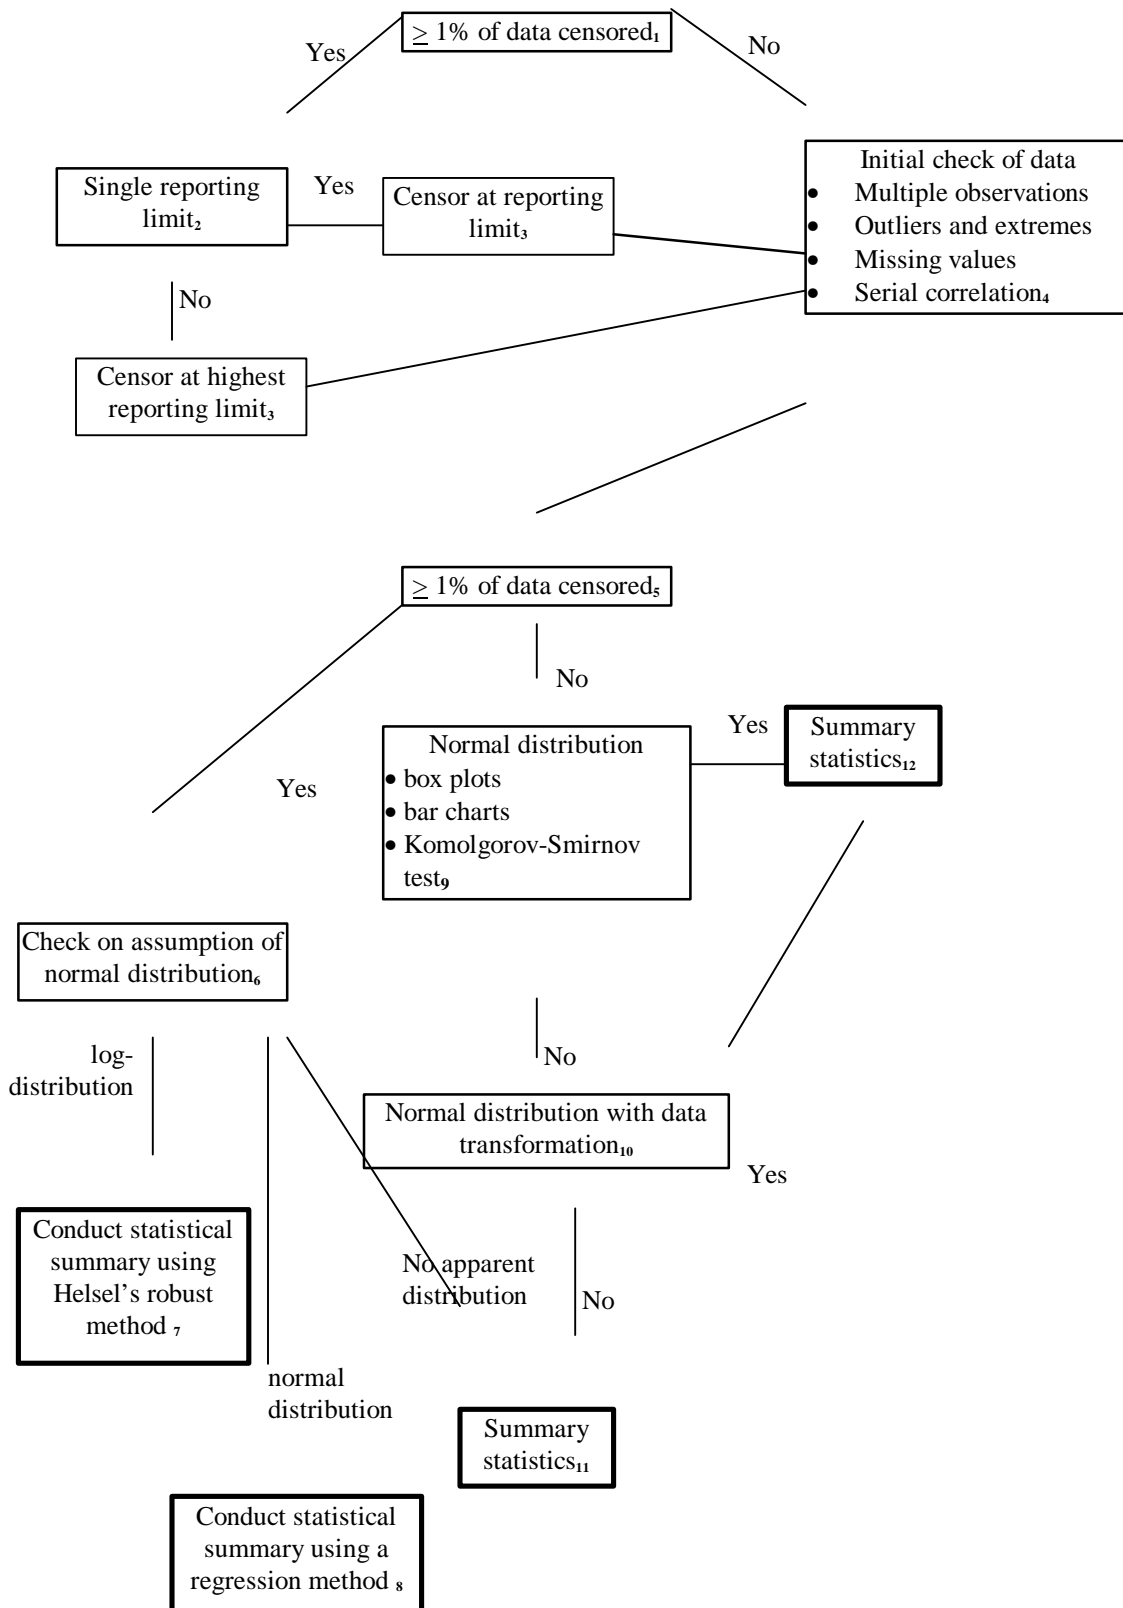 ≥ 1% of data censored₁
Yes
No
Initial check of data
• Multiple observations
• Outliers and extremes
• Missing values
• Serial correlation₄
Single reporting
limit₂
Yes
Censor at reporting
limit₃
No
Censor at highest
reporting limit₃
≥ 1% of data censored₅
No
Yes
Normal distribution
• box plots
• bar charts
• Komolgorov-Smirnov
test₉
Yes
Summary
statistics₁₂
Check on assumption of
normal distribution₆
log-
distribution
No
Normal distribution with data
transformation₁₀
Yes
Conduct statistical
summary using
Helsel’s robust
method ₇
No apparent
distribution
No
normal
distribution
Summary
statistics₁₁
Conduct statistical
summary using a
regression method ₈